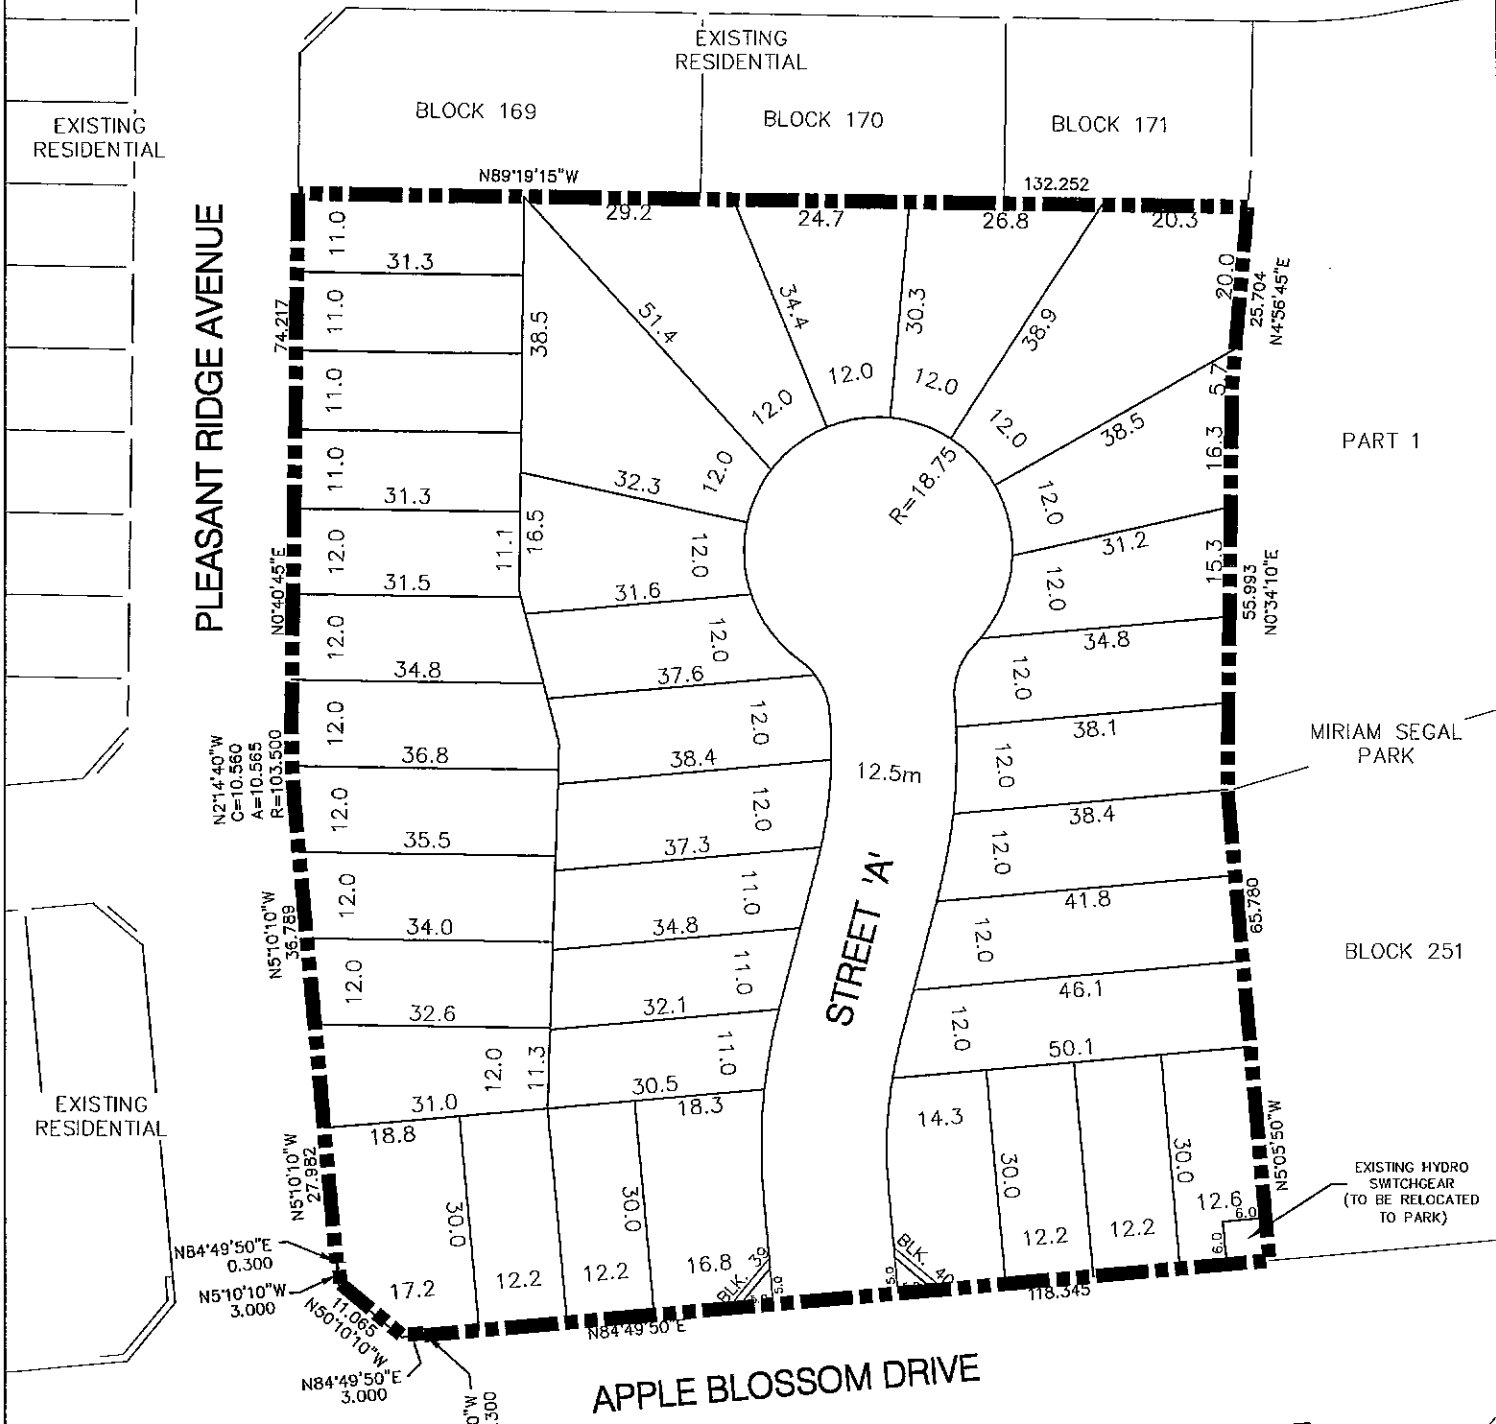 EXISTING
RESIDENTIAL
EXISTING
RESIDENTIAL
BLOCK 169
BLOCK 170
BLOCK 171
N89°19'15"W
132.252
29.2
24.7
26.8
20.3
PLEASANT RIDGE AVENUE
74.217
N0°40'45"E
11.0
31.3
11.0
11.0
11.0
31.3
12.0
31.5
12.0
34.8
12.0
36.8
12.0
35.5
12.0
34.0
12.0
32.6
12.0
11.3
31.0
38.5
11.1
16.5
51.4
34.4
30.3
38.9
38.5
12.0
12.0
12.0
12.0
12.0
32.3
R=18.75
20.0
25.704
N4°56'45"E
5.7
16.3
15.3
55.993
N0°34'10"E
PART 1
12.0
31.6
12.0
37.6
12.0
38.4
12.0
37.3
11.0
34.8
11.0
32.1
11.0
30.5
12.0
31.2
12.0
34.8
12.0
38.1
12.0
38.4
12.0
41.8
12.0
46.1
12.0
50.1
12.5m
STREET 'A'
MIRIAM SEGAL
PARK
65.780
BLOCK 251
N5°05'50"W
N2°14'40"W
C=10.560
A=10.565
R=103.500
N5°10'10"W
36.789
EXISTING
RESIDENTIAL
N5°10'10"W
27.982
18.8
18.3
14.3
30.0
30.0
30.0
30.0
17.2
12.2
12.2
16.8
12.2
12.2
12.6
6.0
6.0
BLK. 39
5.0
BLK. 40
5.0
EXISTING HYDRO
SWITCHGEAR
(TO BE RELOCATED
TO PARK)
N84°49'50"E
0.300
N5°10'10"W
3.000
11.065
N50°10'10"W
N84°49'50"E
3.000
N84°49'50"E
118.345
APPLE BLOSSOM DRIVE